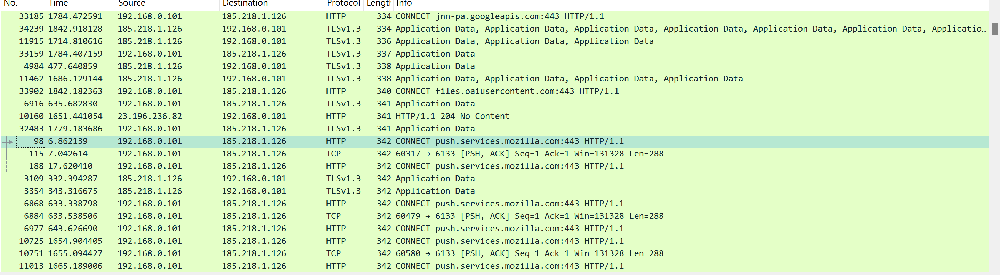 No. Time Source Destination Protocol Length Info
33185 1784.472591 192.168.0.101 185.218.1.126 HTTP 334 CONNECT jnn-pa.googleapis.com:443 HTTP/1.1
34239 1842.918128 185.218.1.126 192.168.0.101 TLSv1.3 334 Application Data, Application Data, Application Data, Application Data, Application Data, Application Data, Applicatio…
11915 1714.810616 185.218.1.126 192.168.0.101 TLSv1.3 336 Application Data, Application Data, Application Data
33159 1784.407159 192.168.0.101 185.218.1.126 TLSv1.3 337 Application Data
4984 477.640859 185.218.1.126 192.168.0.101 TLSv1.3 338 Application Data
11462 1686.129144 185.218.1.126 192.168.0.101 TLSv1.3 338 Application Data, Application Data, Application Data, Application Data
33902 1842.182363 192.168.0.101 185.218.1.126 HTTP 340 CONNECT files.oaiusercontent.com:443 HTTP/1.1
6916 635.682830 192.168.0.101 185.218.1.126 TLSv1.3 341 Application Data
10160 1651.441054 23.196.236.82 192.168.0.101 HTTP 341 HTTP/1.1 204 No Content
32483 1779.183686 192.168.0.101 185.218.1.126 TLSv1.3 341 Application Data
98 6.862139 192.168.0.101 185.218.1.126 HTTP 342 CONNECT push.services.mozilla.com:443 HTTP/1.1
115 7.042614 192.168.0.101 185.218.1.126 TCP 342 60317 → 6133 [PSH, ACK] Seq=1 Ack=1 Win=131328 Len=288
188 17.620410 192.168.0.101 185.218.1.126 HTTP 342 CONNECT push.services.mozilla.com:443 HTTP/1.1
3109 332.394287 185.218.1.126 192.168.0.101 TLSv1.3 342 Application Data
3354 343.316675 185.218.1.126 192.168.0.101 TLSv1.3 342 Application Data
6868 633.338798 192.168.0.101 185.218.1.126 HTTP 342 CONNECT push.services.mozilla.com:443 HTTP/1.1
6884 633.538506 192.168.0.101 185.218.1.126 TCP 342 60479 → 6133 [PSH, ACK] Seq=1 Ack=1 Win=131328 Len=288
6977 643.626690 192.168.0.101 185.218.1.126 HTTP 342 CONNECT push.services.mozilla.com:443 HTTP/1.1
10725 1654.904405 192.168.0.101 185.218.1.126 HTTP 342 CONNECT push.services.mozilla.com:443 HTTP/1.1
10751 1655.094427 192.168.0.101 185.218.1.126 TCP 342 60580 → 6133 [PSH, ACK] Seq=1 Ack=1 Win=131328 Len=288
11013 1665.189006 192.168.0.101 185.218.1.126 HTTP 342 CONNECT push.services.mozilla.com:443 HTTP/1.1